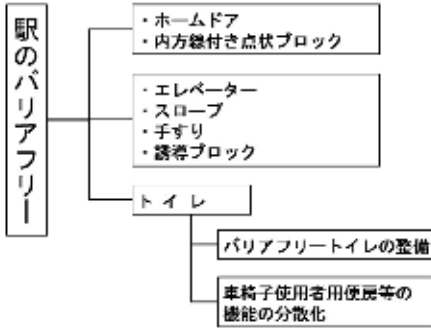 駅のバリアフリー
・ホームドア
・内方線付き点状ブロック
・エレベーター
・スロープ
・手すり
・誘導ブロック
トイレ
バリアフリートイレの整備
車椅子使用者用便房等の
機能の分散化